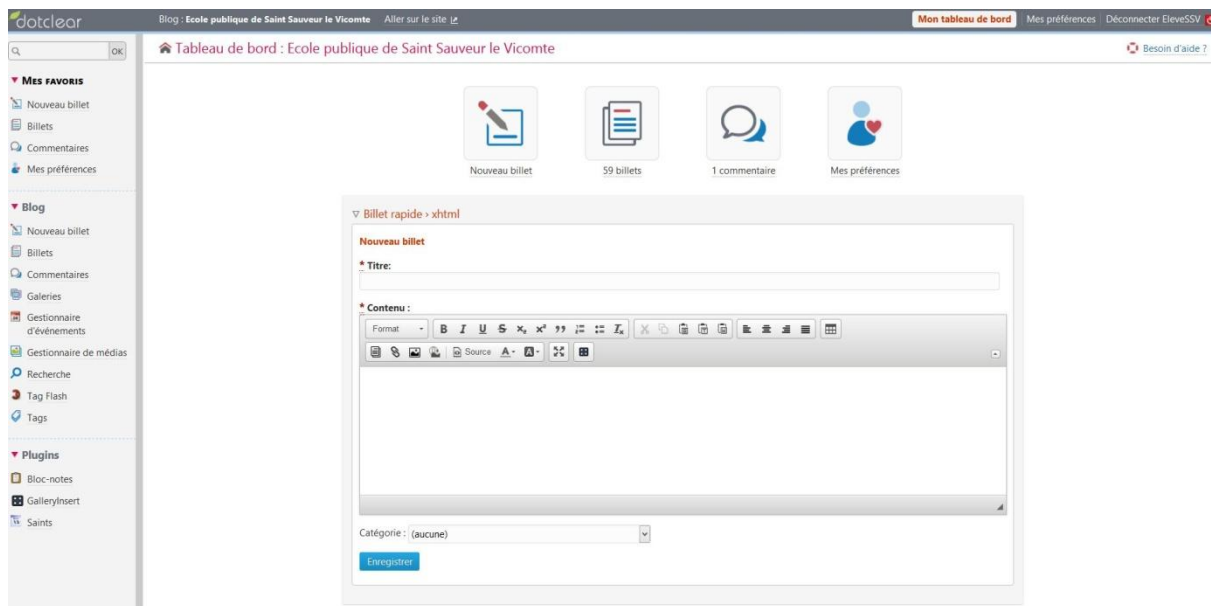 dotclear
Blog : Ecole publique de Saint Sauveur le Vicomte Aller sur le site
Mon tableau de bord Mes préférences Déconnecter EleveSSV
OK
Tableau de bord : Ecole publique de Saint Sauveur le Vicomte
Besoin d'aide ?
MES FAVORIS
Nouveau billet
Billets
Commentaires
Mes préférences
Blog
Nouveau billet
Billets
Commentaires
Galeries
Gestionnaire
d'événements
Gestionnaire de médias
Recherche
Tag Flash
Tags
Plugins
Bloc-notes
GalleryInsert
Saints
Nouveau billet
59 billets
1 commentaire
Mes préférences
Billet rapide › xhtml
Nouveau billet
* Titre:
* Contenu :
Format B I U S x₂ x² Ix
Source A A
Catégorie : (aucune)
Enregistrer